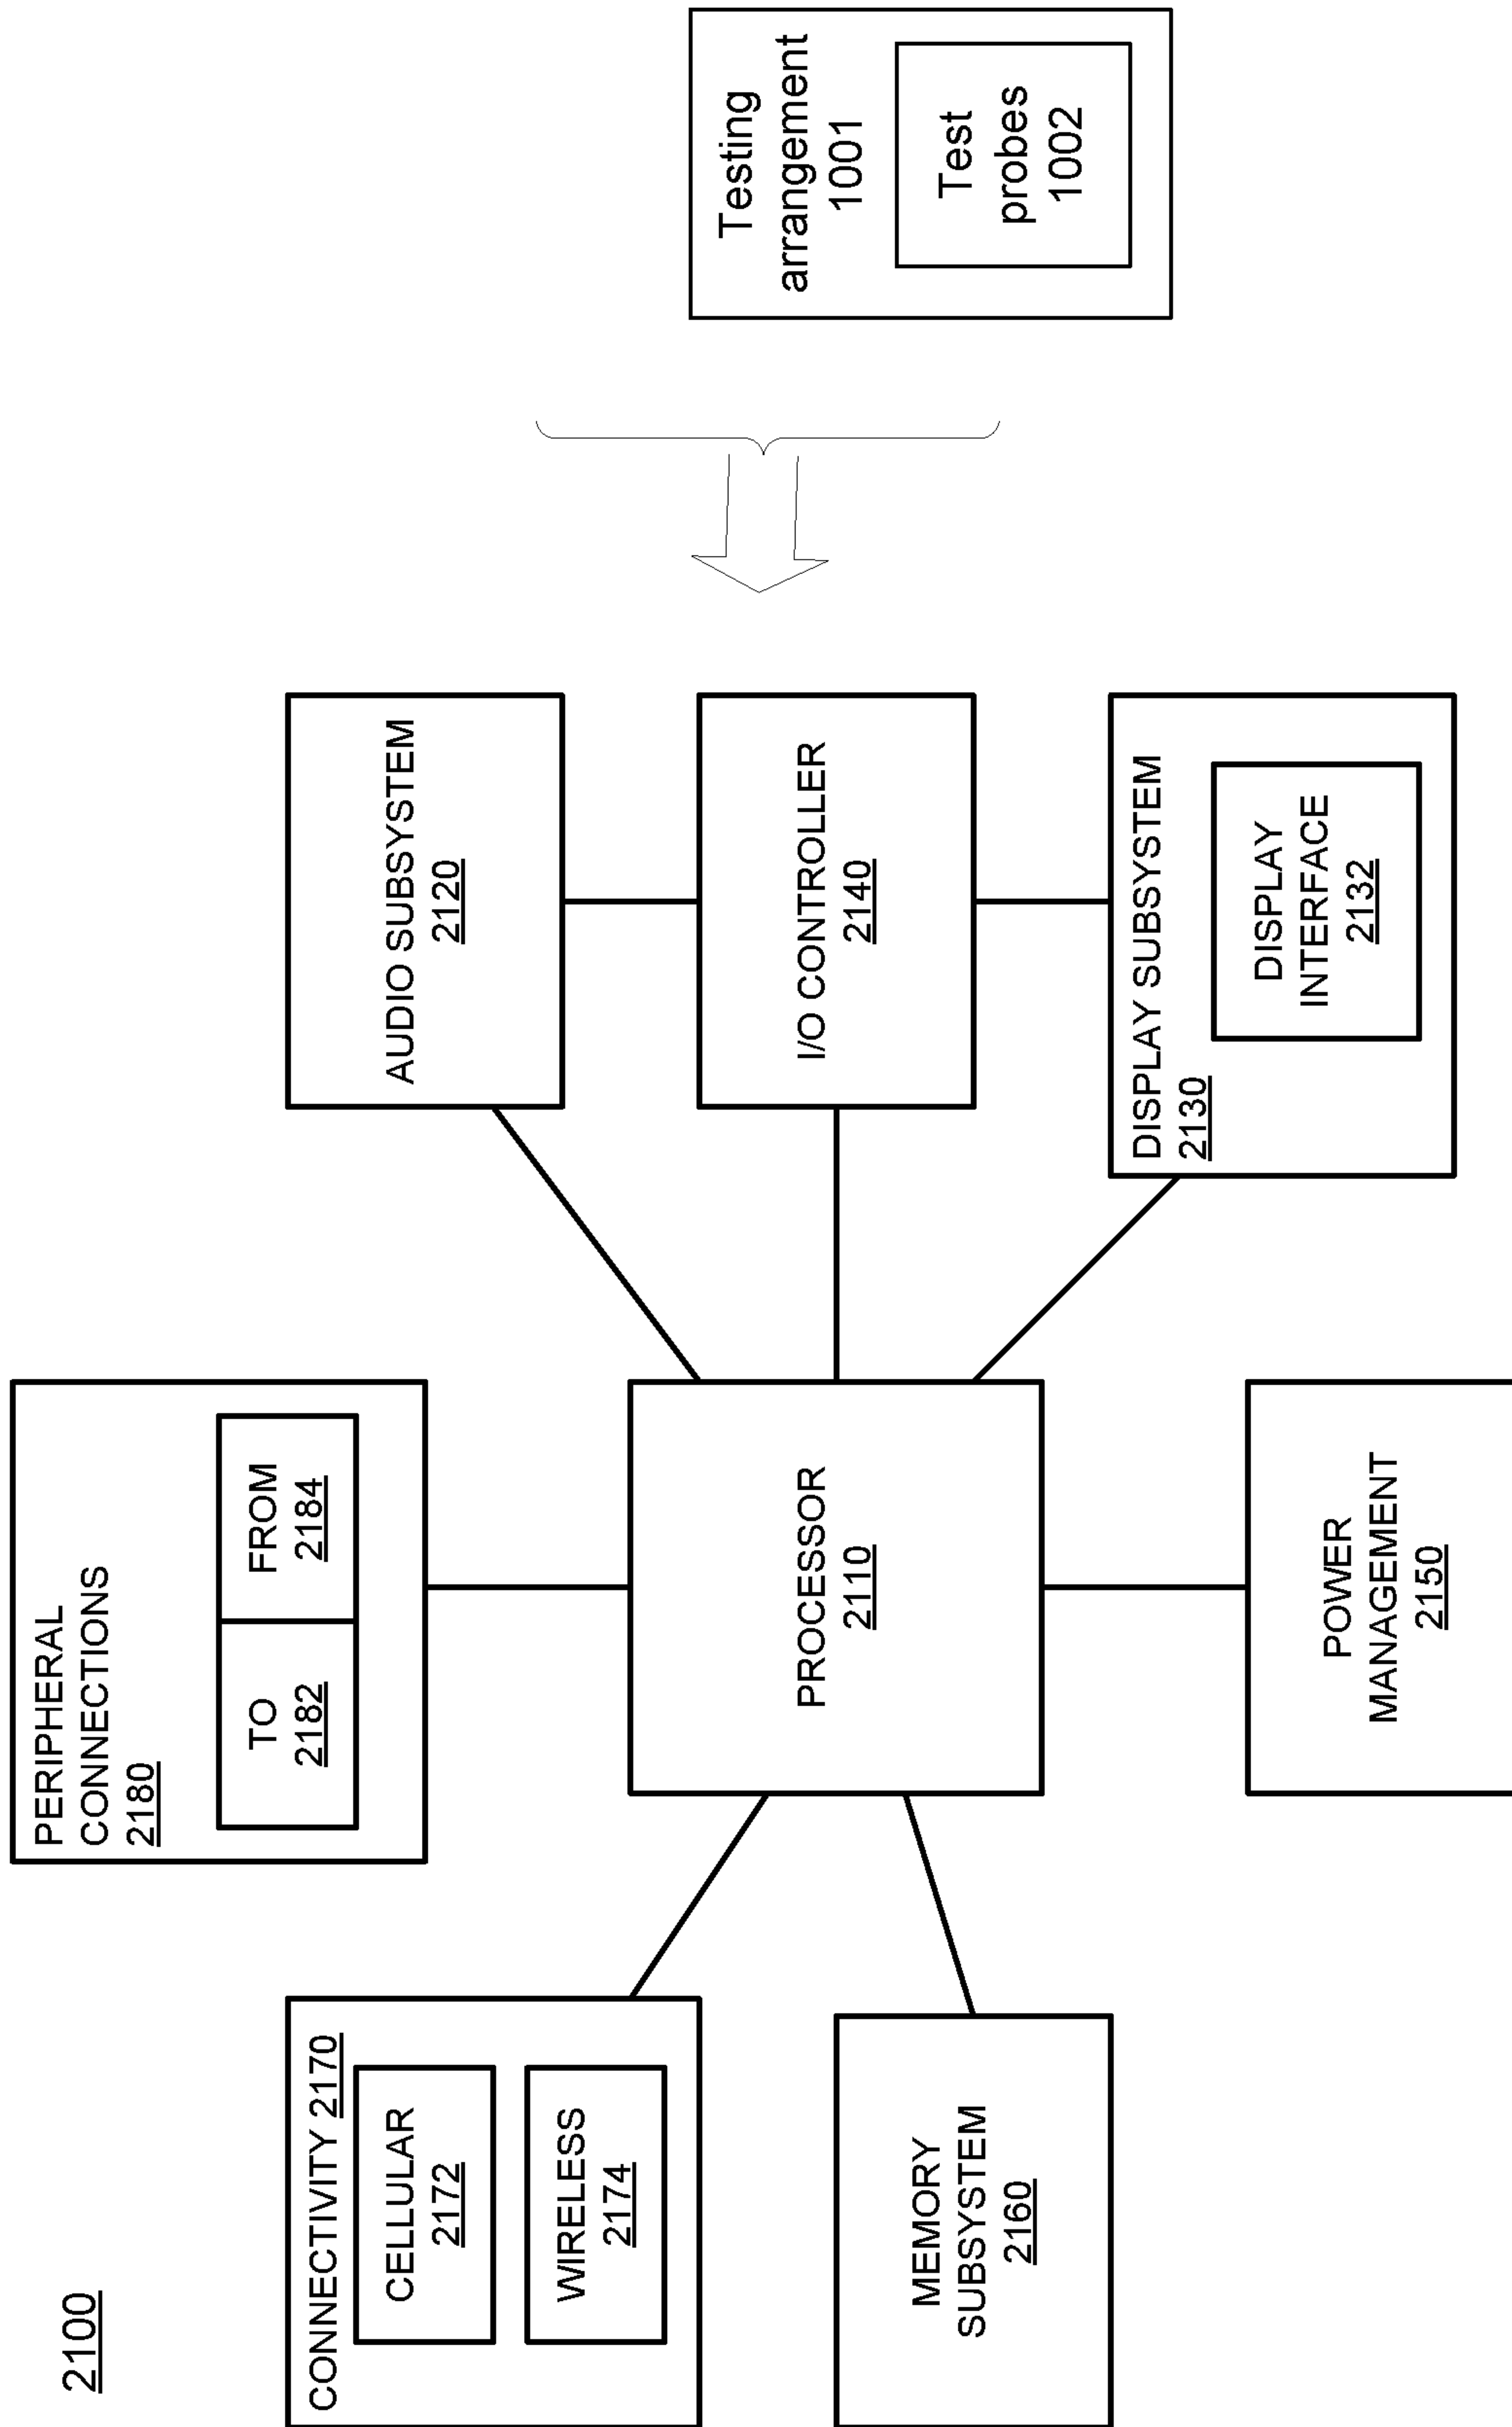 2100
PERIPHERAL
CONNECTIONS
2180
TO
2182
FROM
2184
CONNECTIVITY 2170
CELLULAR
2172
WIRELESS
2174
AUDIO SUBSYSTEM
2120
PROCESSOR
2110
I/O CONTROLLER
2140
MEMORY
SUBSYSTEM
2160
DISPLAY SUBSYSTEM
2130
DISPLAY
INTERFACE
2132
POWER
MANAGEMENT
2150
Testing
arrangement
1001
Test
probes
1002